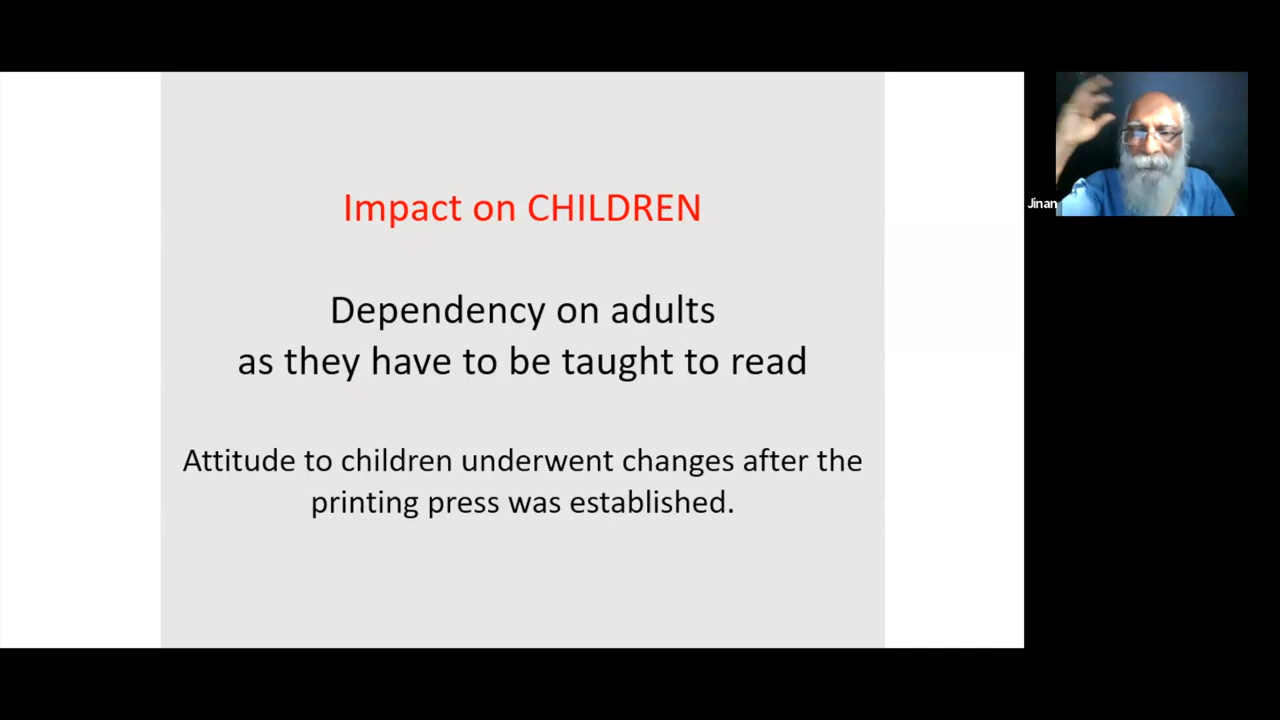 Impact on CHILDREN
Dependency on adults
as they have to be taught to read
Attitude to children underwent changes after the
printing press was established.
Jinan